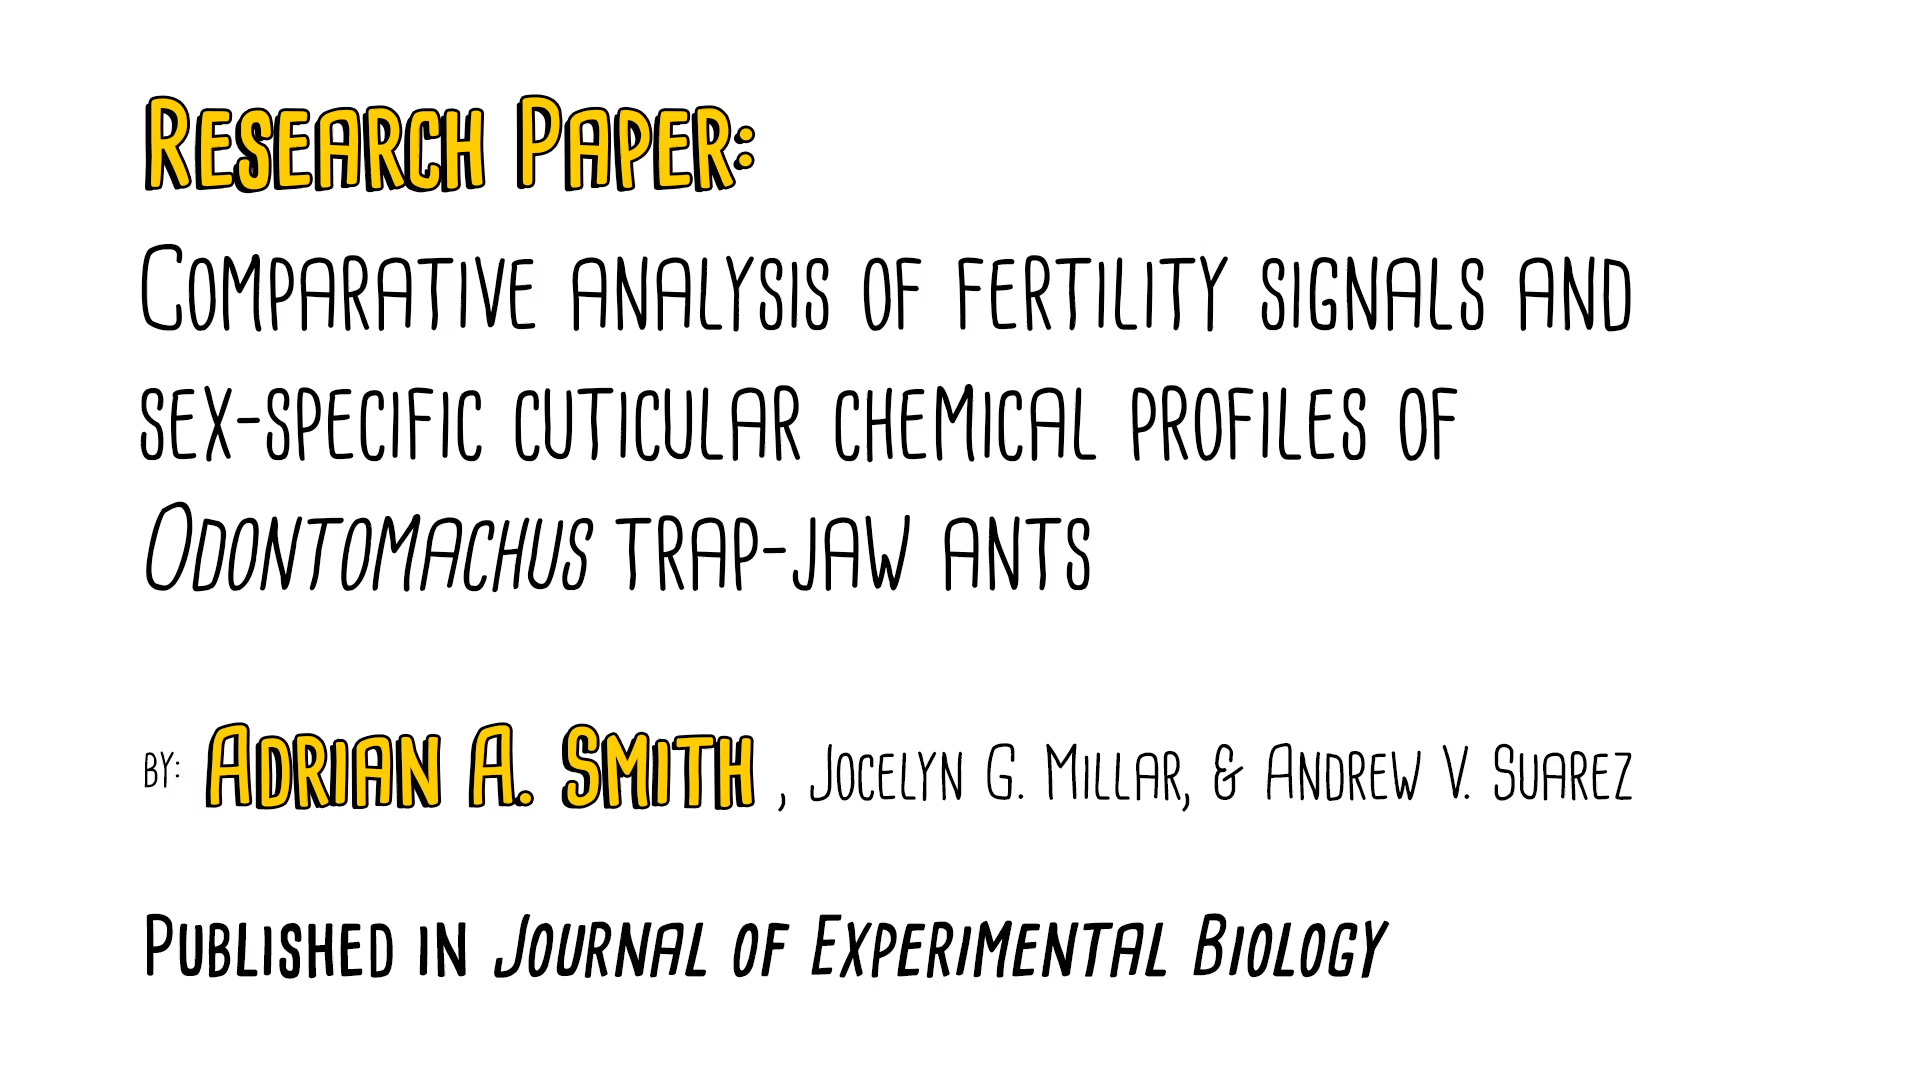 Research Paper:
Comparative analysis of fertility signals and
sex-specific cuticular chemical profiles of
Odontomachus trap-jaw ants
by: Adrian A. Smith, Jocelyn G. Millar, & Andrew V. Suarez
Published in Journal of Experimental Biology